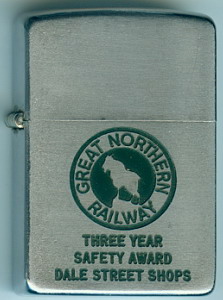 GREAT NORTHERN
RAILWAY
THREE YEAR
SAFETY AWARD
DALE STREET SHOPS